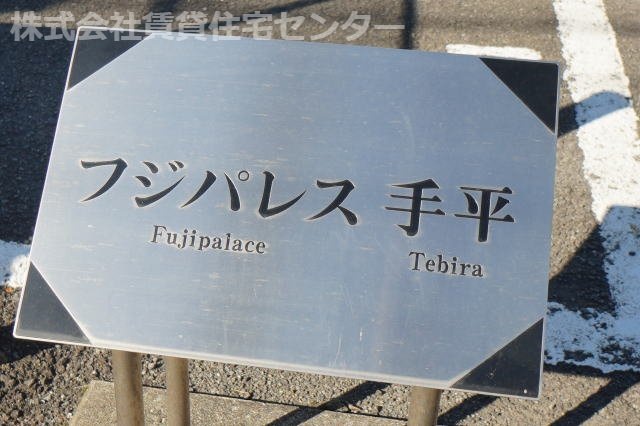 株式会社賃貸住宅センター
フジパレス 手平
Fujipalace Tebira